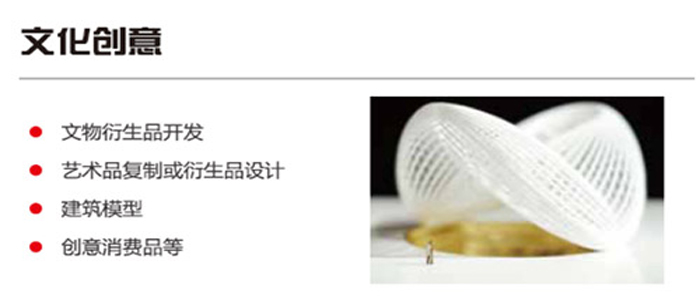 文化创意
文物衍生品开发
艺术品复制或衍生品设计
建筑模型
创意消费品等